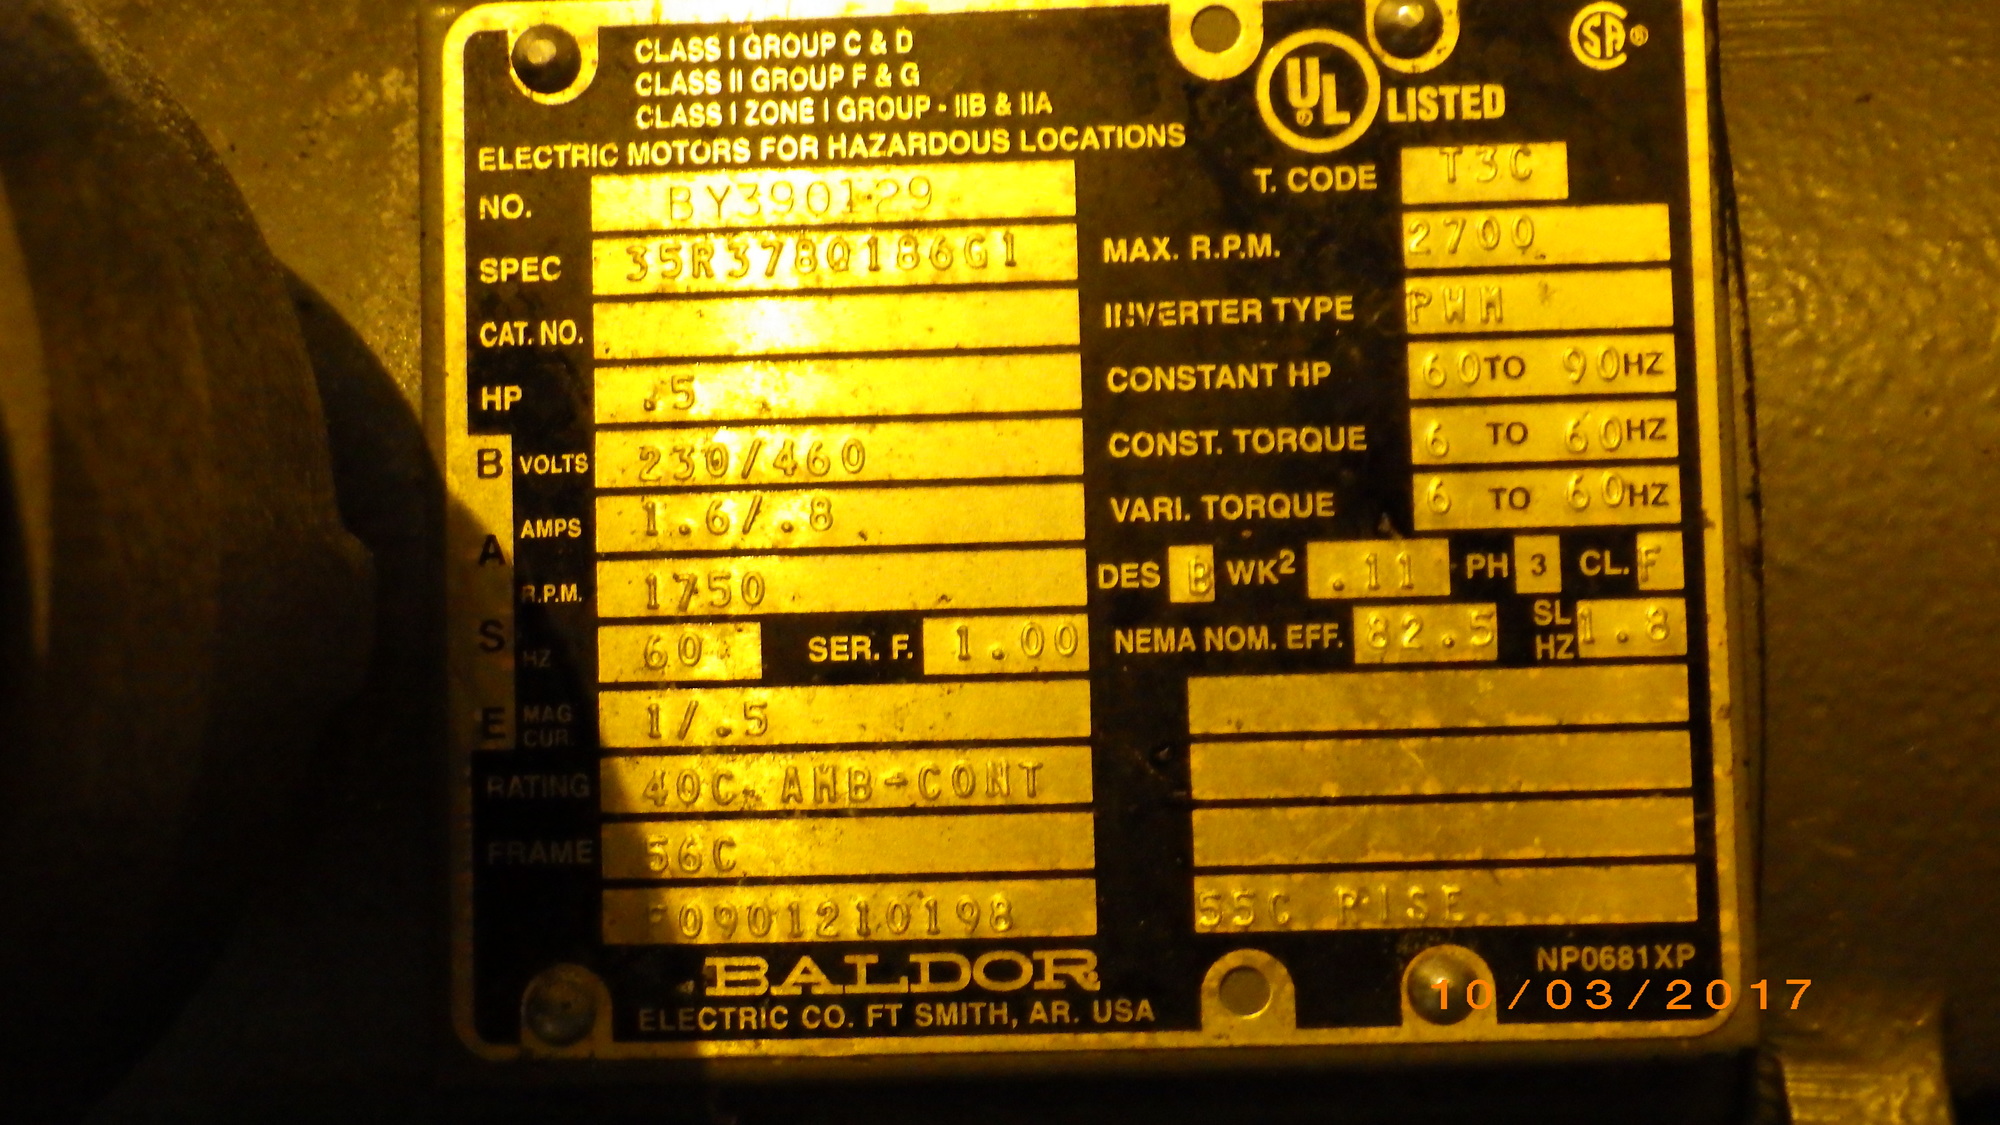 CLASS I GROUP C & D
CLASS II GROUP F & G
CLASS I ZONE I GROUP - IIB & IIA
ELECTRIC MOTORS FOR HAZARDOUS LOCATIONS
UL ® LISTED
SA ®
T. CODE T3C
NO. BY390129
SPEC 35R378Q186G1
CAT. NO.
HP .5
BASE
VOLTS 230/460
AMPS 1.6/.8
R.P.M. 1750
HZ 60 SER. F. 1.00
MAG CUR. 1/.5
RATING 40C AMB-CONT
FRAME 56C
F0901210198
MAX. R.P.M. 2700
INVERTER TYPE PWM
CONSTANT HP 60 TO 90 HZ
CONST. TORQUE 6 TO 60 HZ
VARI. TORQUE 6 TO 60 HZ
DES B WK2 .11 PH 3 CL. F
NEMA NOM. EFF. 82.5 SL HZ 1.8
55C RISE
BALDOR
ELECTRIC CO. FT SMITH, AR. USA
NP0681XP
10/03/2017